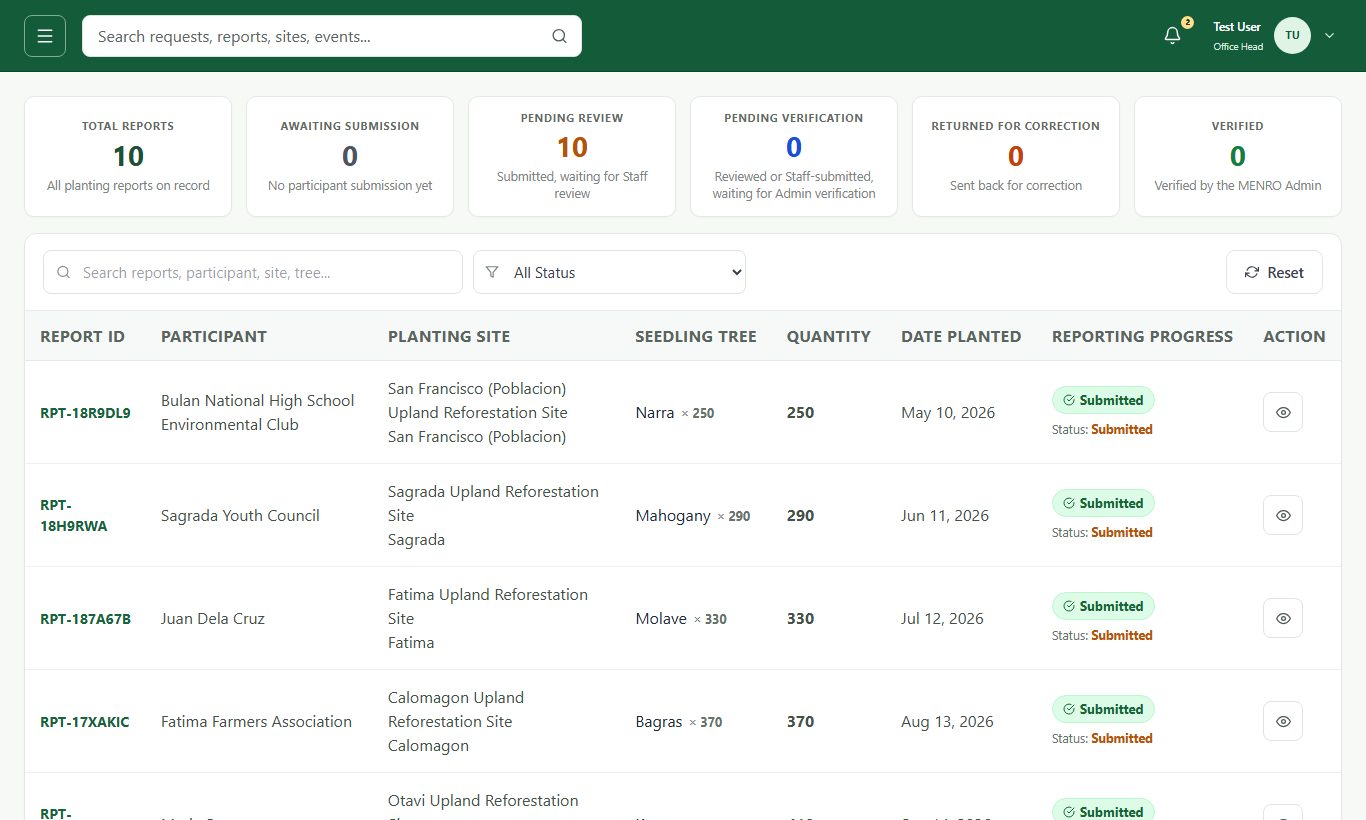 Search requests, reports, sites, events...
2
Test User
Office Head
TU
TOTAL REPORTS
10
All planting reports on record
AWAITING SUBMISSION
0
No participant submission yet
PENDING REVIEW
10
Submitted, waiting for Staff
review
PENDING VERIFICATION
0
Reviewed or Staff-submitted,
waiting for Admin verification
RETURNED FOR CORRECTION
0
Sent back for correction
VERIFIED
0
Verified by the MENRO Admin
Search reports, participant, site, tree...
All Status
Reset
REPORT ID PARTICIPANT PLANTING SITE SEEDLING TREE QUANTITY DATE PLANTED REPORTING PROGRESS ACTION
RPT-18R9DL9
Bulan National High School
Environmental Club
San Francisco (Poblacion)
Upland Reforestation Site
San Francisco (Poblacion)
Narra × 250
250
May 10, 2026
Submitted
Status: Submitted
RPT-
18H9RWA
Sagrada Youth Council
Sagrada Upland Reforestation
Site
Sagrada
Mahogany × 290
290
Jun 11, 2026
Submitted
Status: Submitted
RPT-187A67B
Juan Dela Cruz
Fatima Upland Reforestation
Site
Fatima
Molave × 330
330
Jul 12, 2026
Submitted
Status: Submitted
RPT-17XAKIC
Fatima Farmers Association
Calomagon Upland
Reforestation Site
Calomagon
Bagras × 370
370
Aug 13, 2026
Submitted
Status: Submitted
RPT-
Otavi Upland Reforestation
Submitted